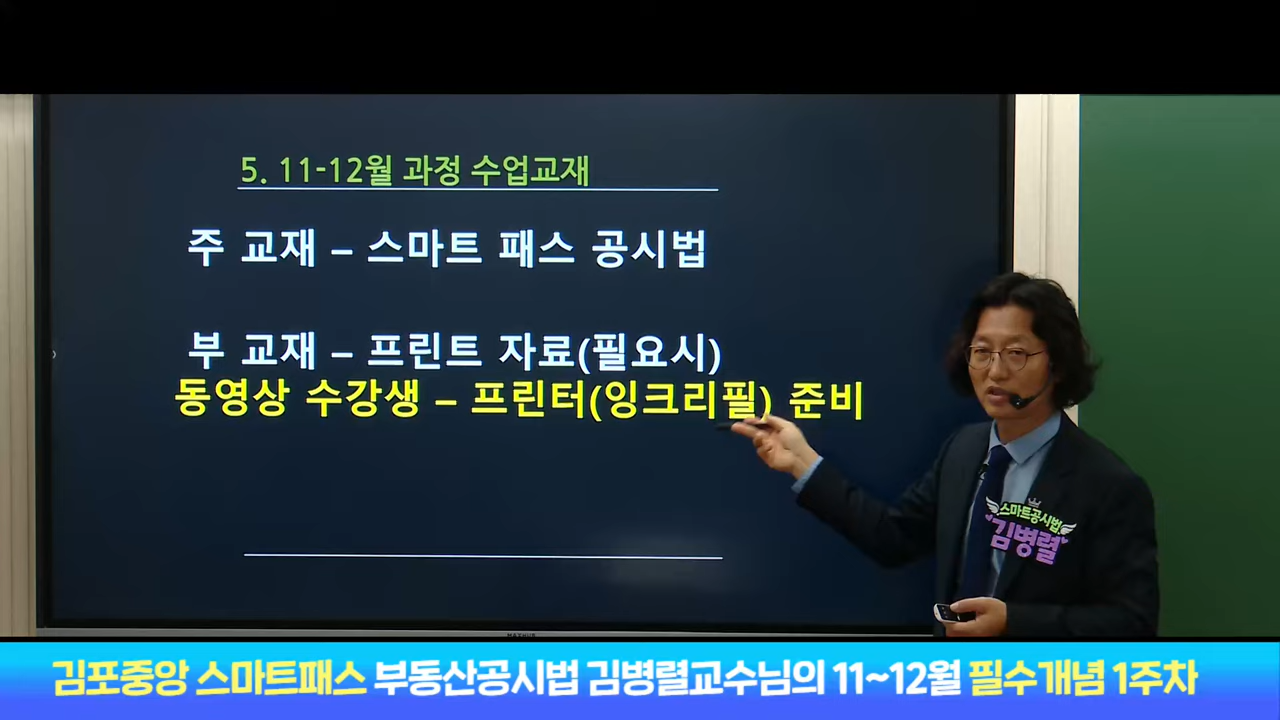 5. 11-12월 과정 수업교재
주 교재 – 스마트 패스 공시법
부 교재 – 프린트 자료(필요시)
동영상 수강생 – 프린터(잉크리필) 준비
스마트공시법
김병렬
김포중앙 스마트패스 부동산공시법 김병렬교수님의 11~12월 필수개념 1주차